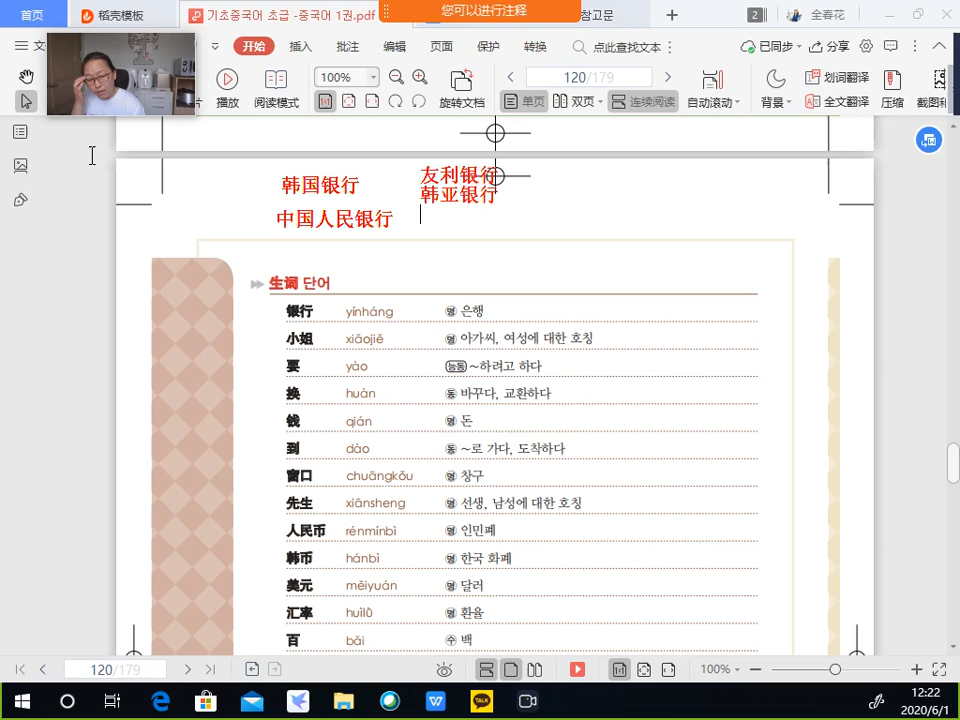 首页
稻壳模板
기초중국어 초급 -중국어 1권.pdf
您可以进行注释
참고문
2
全春花
文
开始
插入
批注
编辑
页面
保护
转换
点此查找文本
已同步
分享
播放
阅读模式
100%
旋转文档
120/179
单页
双页
连续阅读
自动滚动
背景
划词翻译
全文翻译
压缩
截图和
韩国银行
友利银行
韩亚银行
中国人民银行
生词 단어
银行 yínháng 명 은행
小姐 xiǎojiě 명 아가씨, 여성에 대한 호칭
要 yào 능동 ~하려고 하다
换 huàn 동 바꾸다, 교환하다
钱 qián 명 돈
到 dào 동 ~로 가다, 도착하다
窗口 chuāngkǒu 명 창구
先生 xiānsheng 명 선생, 남성에 대한 호칭
人民币 rénmínbì 명 인민폐
韩币 hánbì 명 한국 화폐
美元 měiyuán 명 달러
汇率 huìlǜ 명 환율
百 bǎi 수 백
120/179
100%
TALK
12:22
2020/6/1